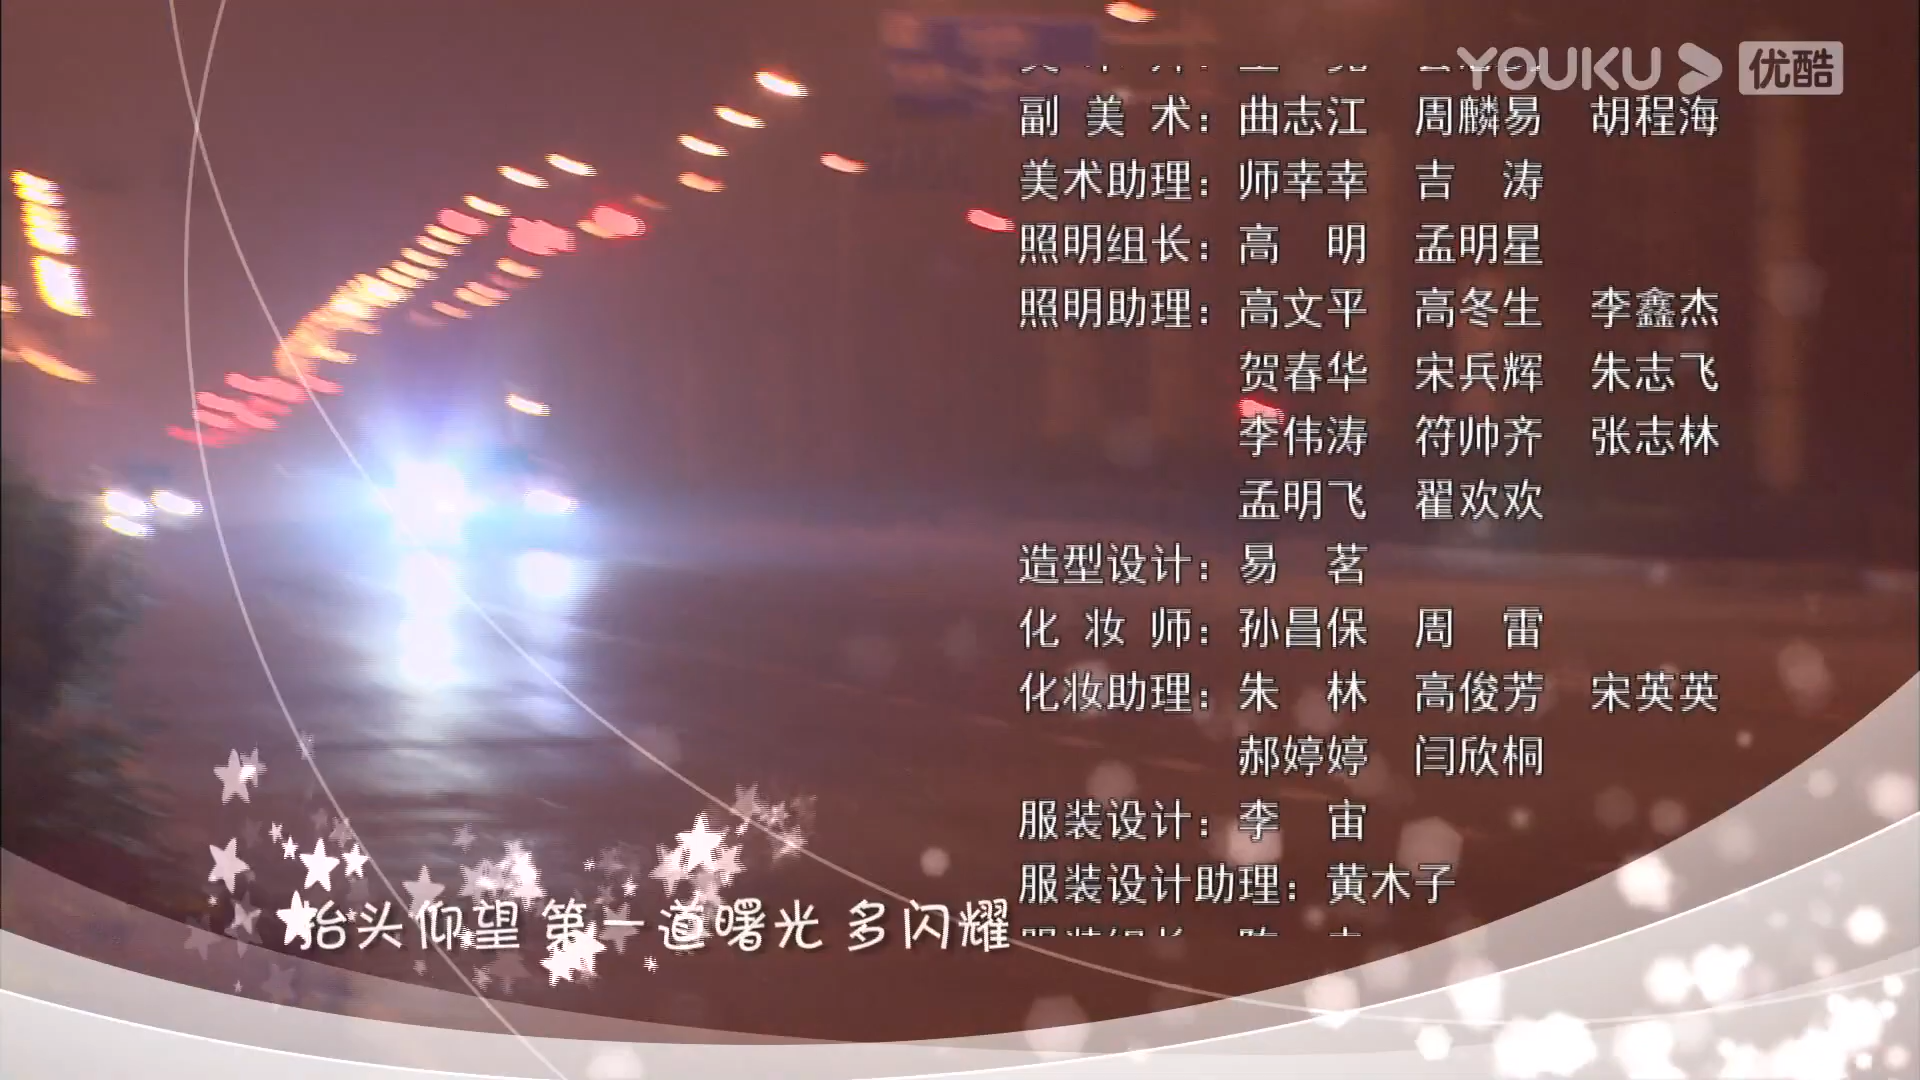 YOUKU 优酷
副 美 术：曲志江 周麟易 胡程海
美术助理：师幸幸 吉 涛
照明组长：高 明 孟明星
照明助理：高文平 高冬生 李鑫杰
贺春华 宋兵辉 朱志飞
李伟涛 符帅齐 张志林
孟明飞 翟欢欢
造型设计：易 茗
化 妆 师：孙昌保 周 雷
化妆助理：朱 林 高俊芳 宋英英
郝婷婷 闫欣桐
服装设计：李 宙
服装设计助理：黄木子
抬头仰望 第一道曙光 多闪耀